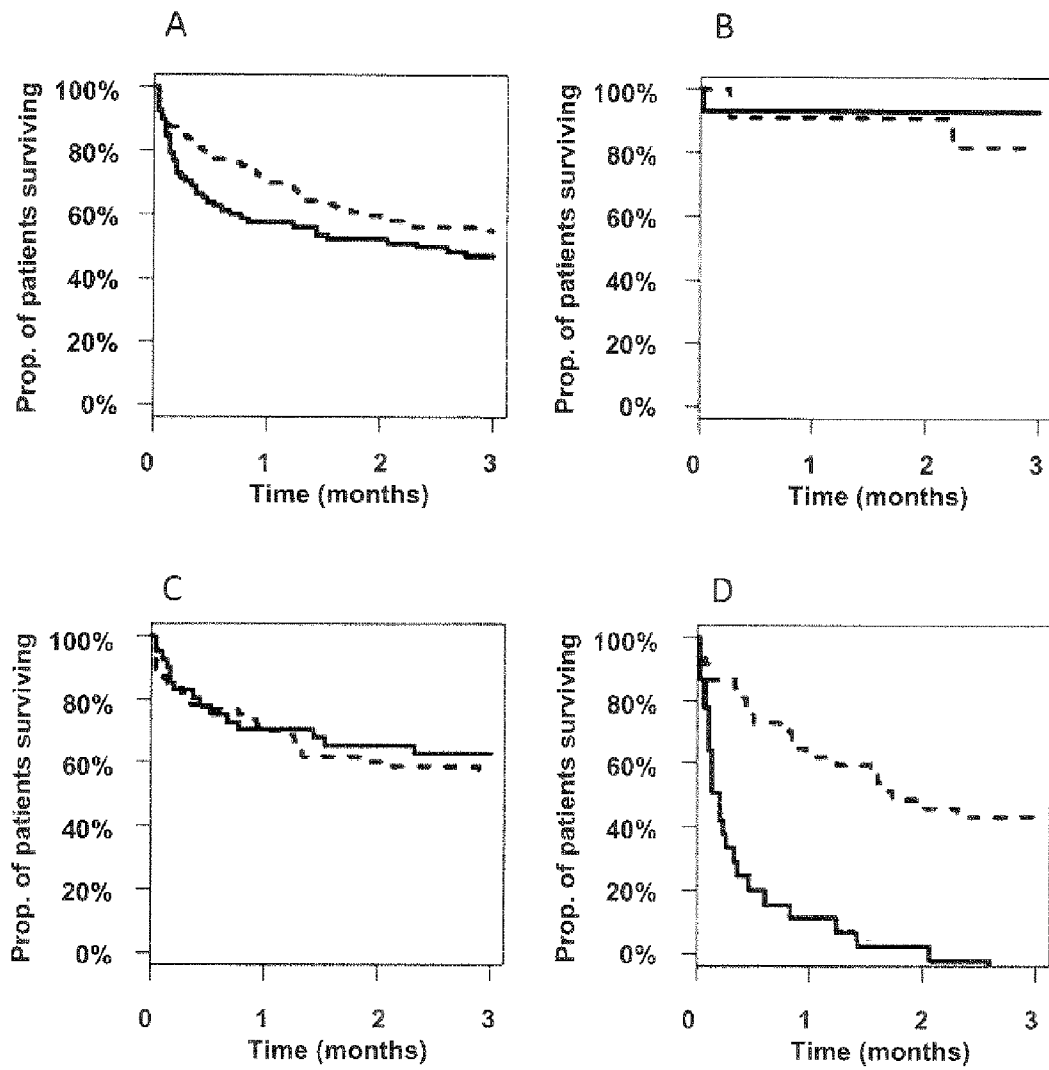 A
Prop. of patients surviving
100%
80%
60%
40%
20%
0%
0 1 2 3
Time (months)
B
Prop. of patients surviving
100%
80%
60%
40%
20%
0%
0 1 2 3
Time (months)
C
Prop. of patients surviving
100%
80%
60%
40%
20%
0%
0 1 2 3
Time (months)
D
Prop. of patients surviving
100%
80%
60%
40%
20%
0%
0 1 2 3
Time (months)